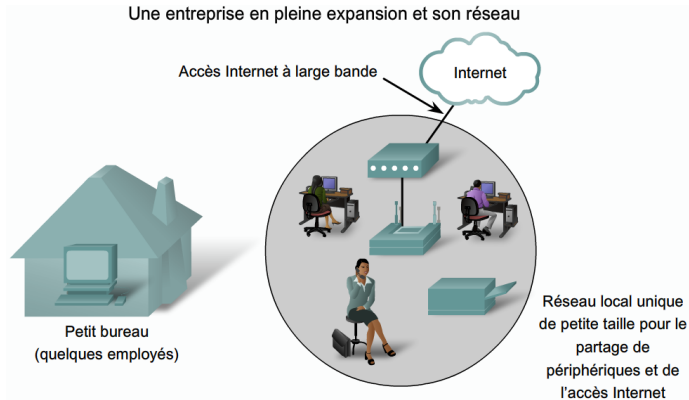 Une entreprise en pleine expansion et son réseau
Accès Internet à large bande
Internet
Petit bureau
(quelques employés)
Réseau local unique
de petite taille pour le
partage de
périphériques et de
l'accès Internet